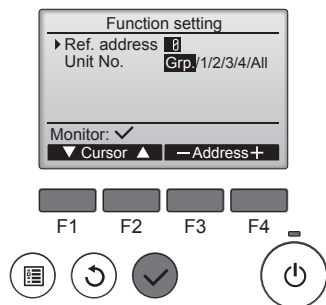 Function setting
Ref. address 0
Unit No. Grp./1/2/3/4/All
Monitor: ✓
▼ Cursor ▲ −Address+
F1 F2 F3 F4